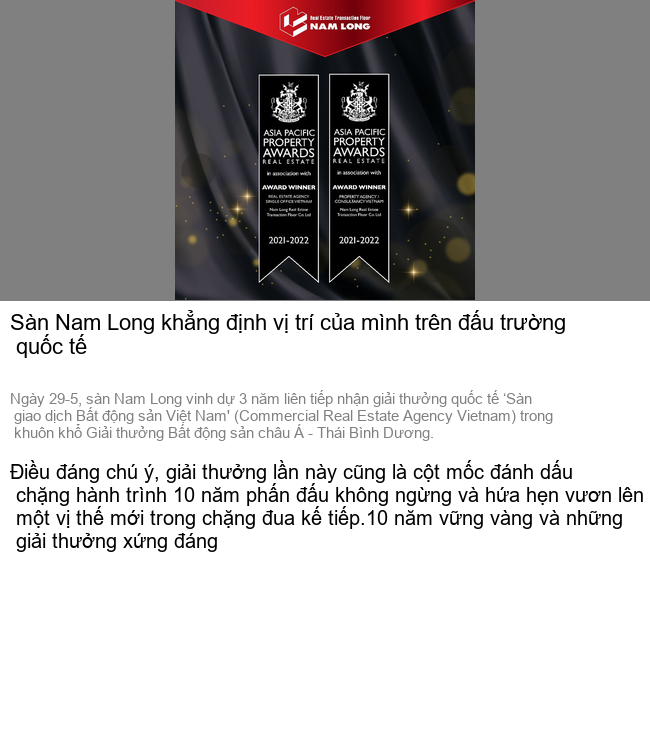 Real Estate Transaction Floor
NAM LONG
ASIA PACIFIC
PROPERTY
AWARDS
REAL ESTATE
in association with
AWARD WINNER
REAL ESTATE AGENCY
SINGLE OFFICE VIETNAM
Nam Long Real Estate
Transaction Floor Co. Ltd
2021-2022
ASIA PACIFIC
PROPERTY
AWARDS
REAL ESTATE
in association with
AWARD WINNER
PROPERTY AGENCY /
CONSULTANCY VIETNAM
Nam Long Real Estate
Transaction Floor Co. Ltd
2021-2022
Sàn Nam Long khẳng định vị trí của mình trên đấu trường
quốc tế
Ngày 29-5, sàn Nam Long vinh dự 3 năm liên tiếp nhận giải thưởng quốc tế 'Sàn
giao dịch Bất động sản Việt Nam' (Commercial Real Estate Agency Vietnam) trong
khuôn khổ Giải thưởng Bất động sản châu Á - Thái Bình Dương.
Điều đáng chú ý, giải thưởng lần này cũng là cột mốc đánh dấu
chặng hành trình 10 năm phấn đấu không ngừng và hứa hẹn vươn lên
một vị thế mới trong chặng đua kế tiếp.10 năm vững vàng và những
giải thưởng xứng đáng